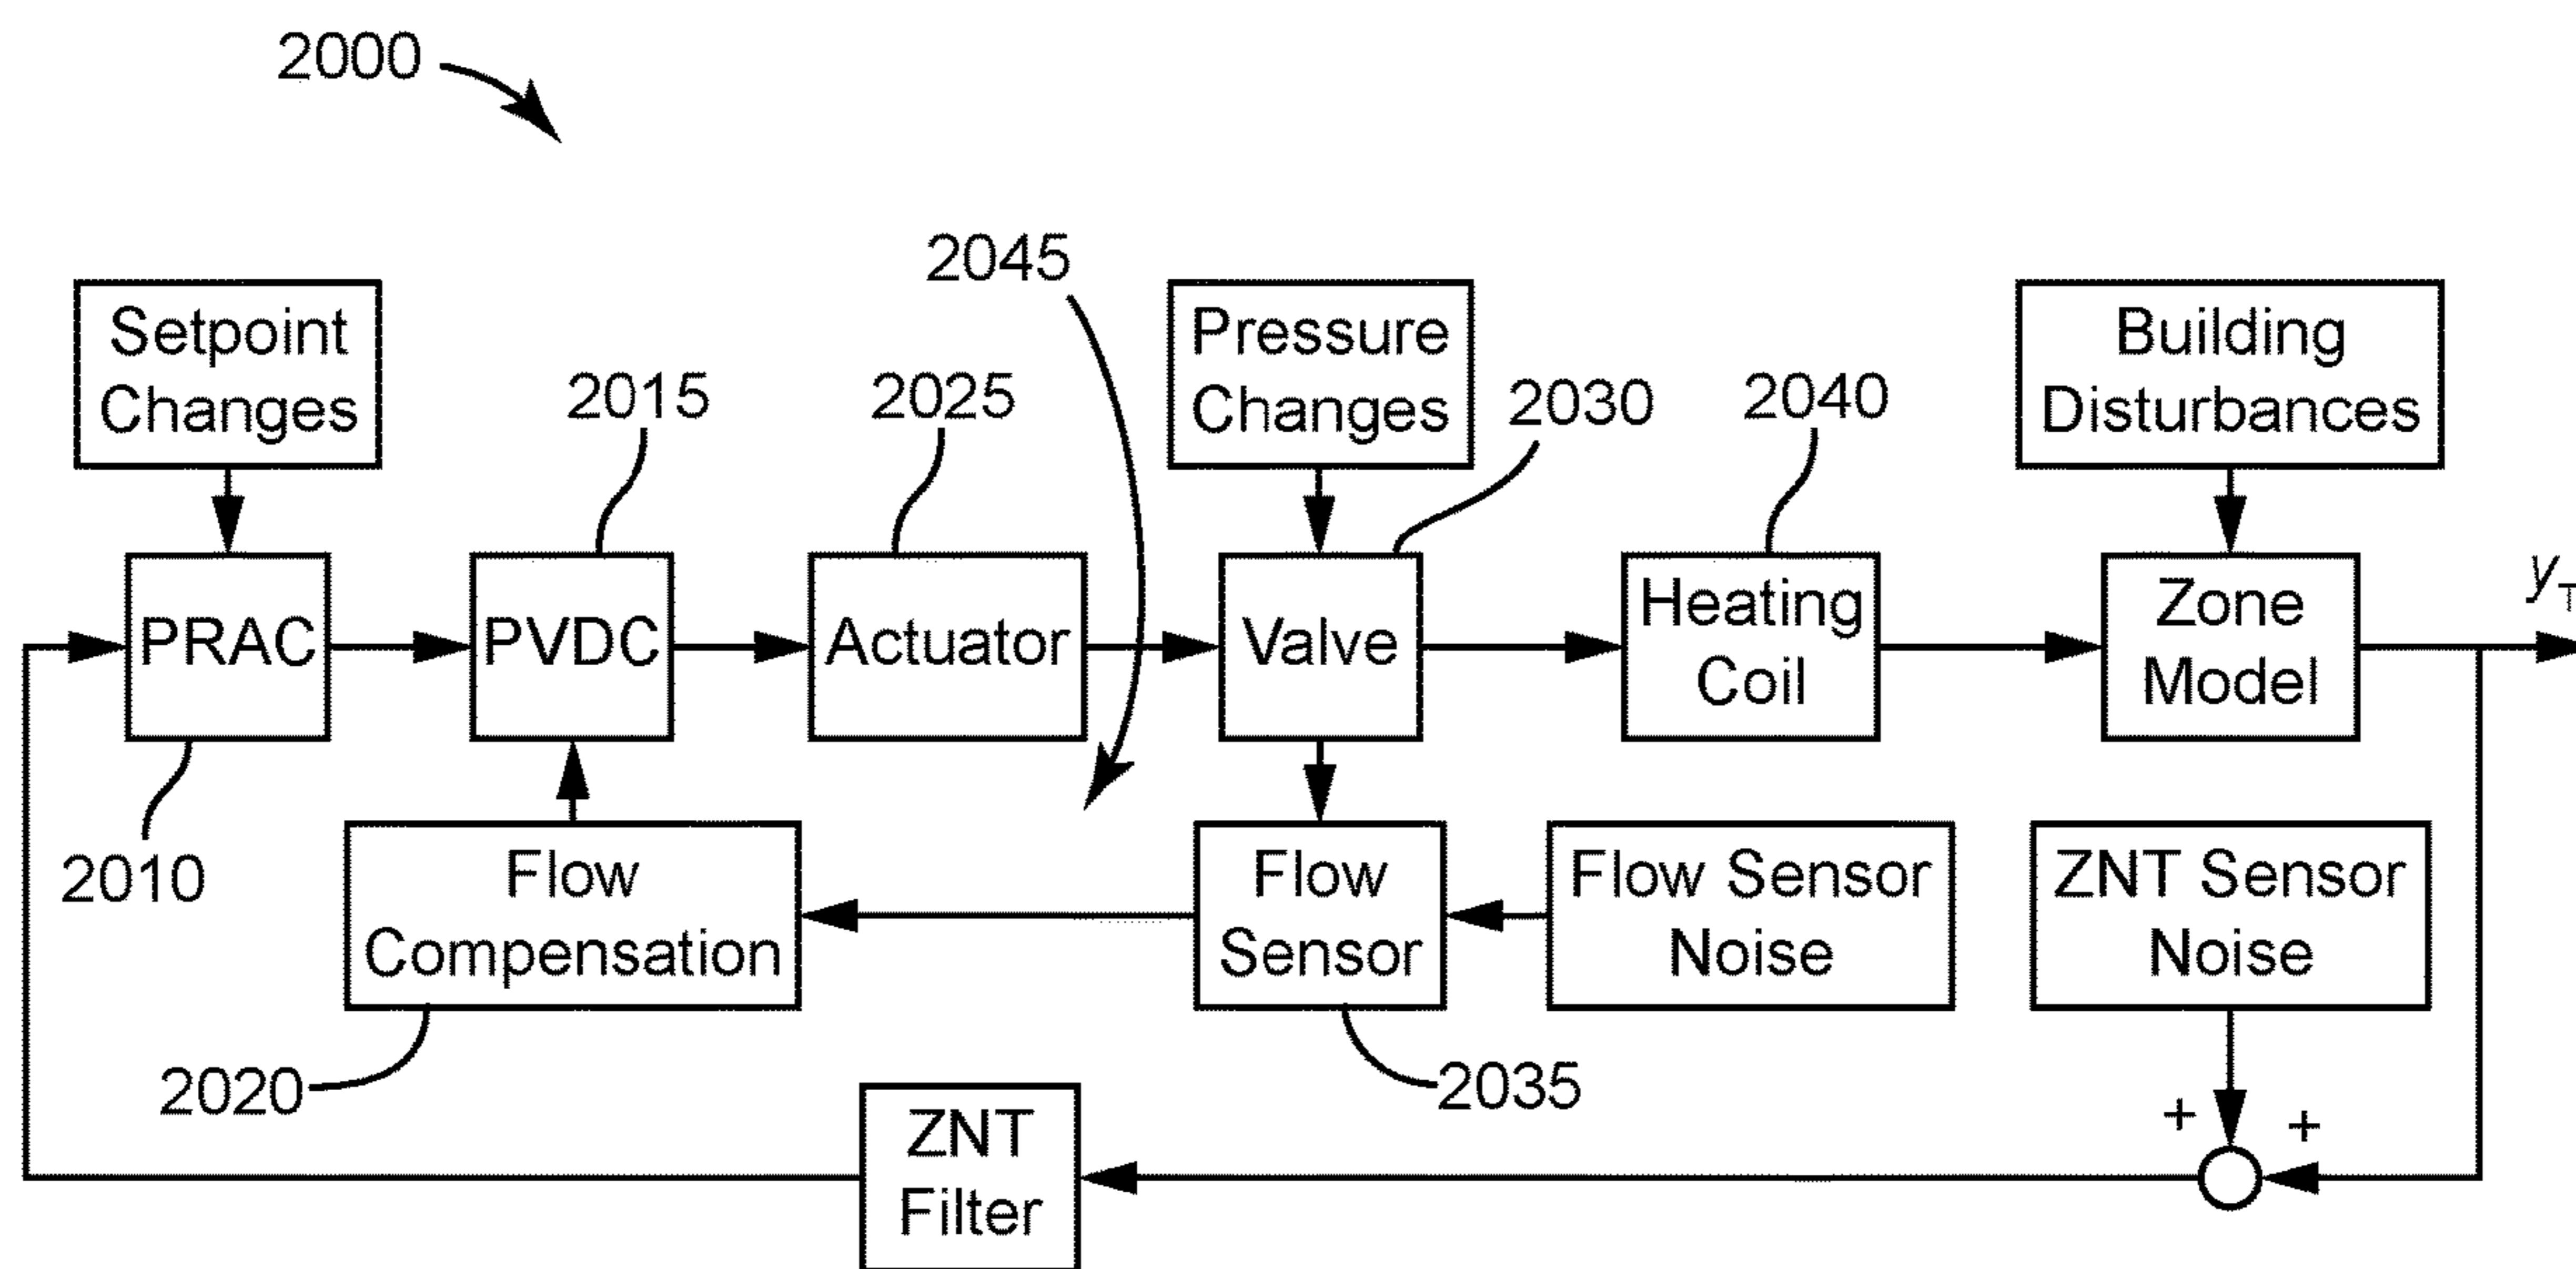 2000
2045
Setpoint
Changes
Pressure
Changes
Building
Disturbances
2015
2025
2030
2040
PRAC
PVDC
Actuator
Valve
Heating
Coil
Zone
Model
yT
2010
Flow
Compensation
Flow
Sensor
Flow Sensor
Noise
ZNT Sensor
Noise
2020
2035
ZNT
Filter
+
+